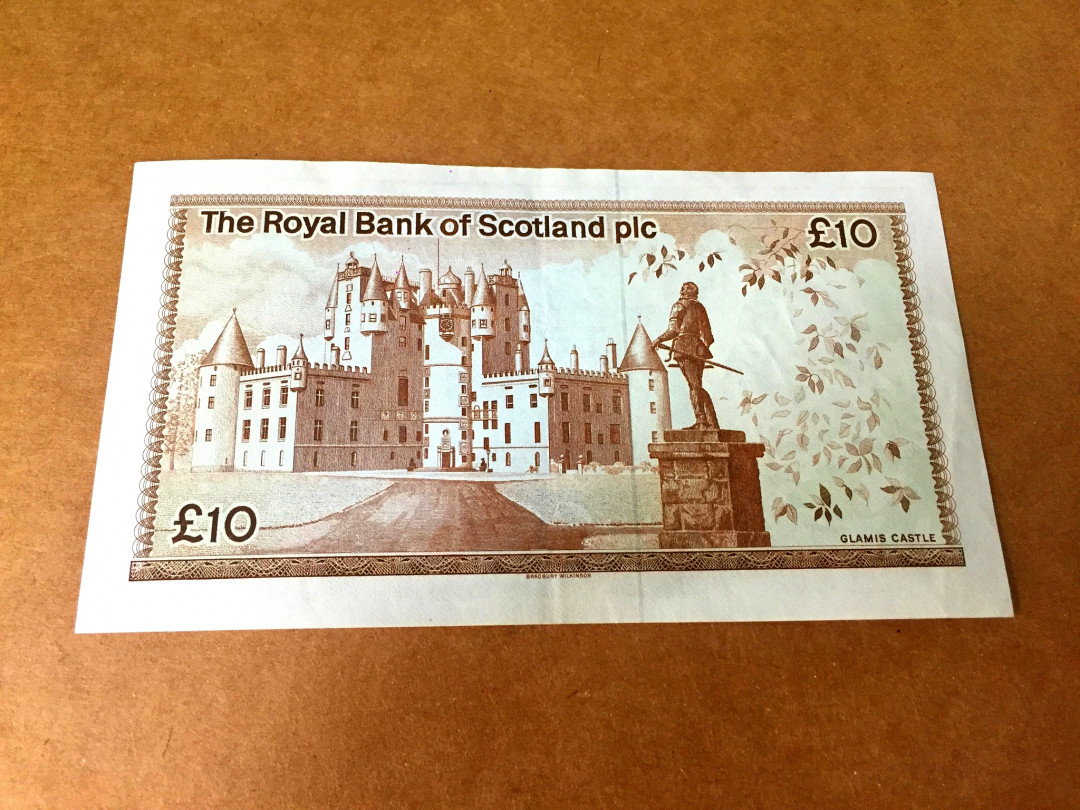 The Royal Bank of Scotland plc
£10
£10
GLAMIS CASTLE
BRADBURY WILKINSON